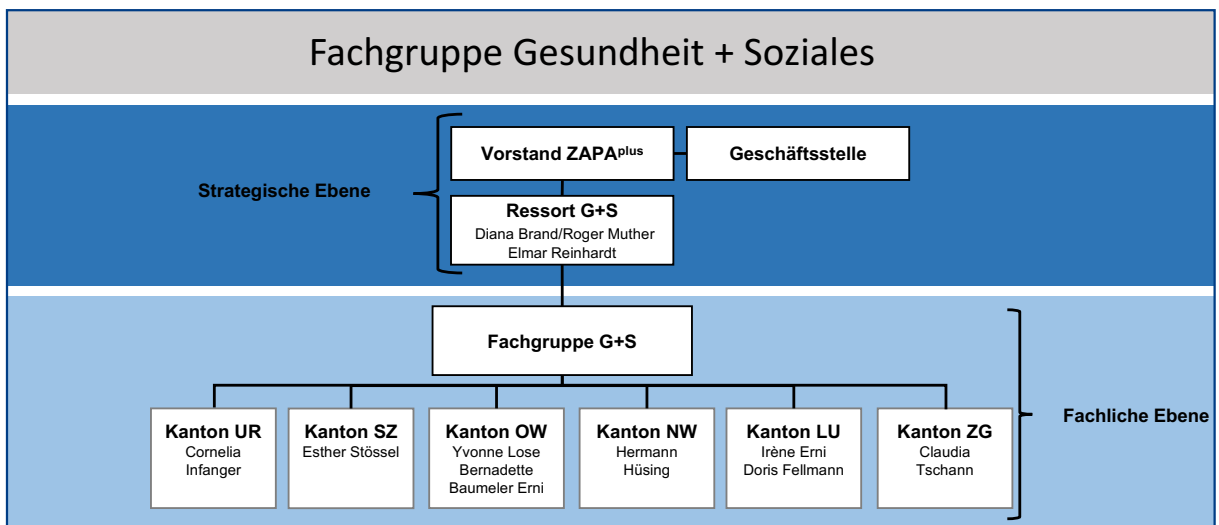 Fachgruppe Gesundheit + Soziales
Vorstand ZAPAplus
Geschäftsstelle
Strategische Ebene
Ressort G+S
Diana Brand/Roger Muther
Elmar Reinhardt
Fachgruppe G+S
Fachliche Ebene
Kanton UR
Cornelia
Infanger
Kanton SZ
Esther Stössel
Kanton OW
Yvonne Lose
Bernadette
Baumeler Erni
Kanton NW
Hermann
Hüsing
Kanton LU
Irène Erni
Doris Fellmann
Kanton ZG
Claudia
Tschann